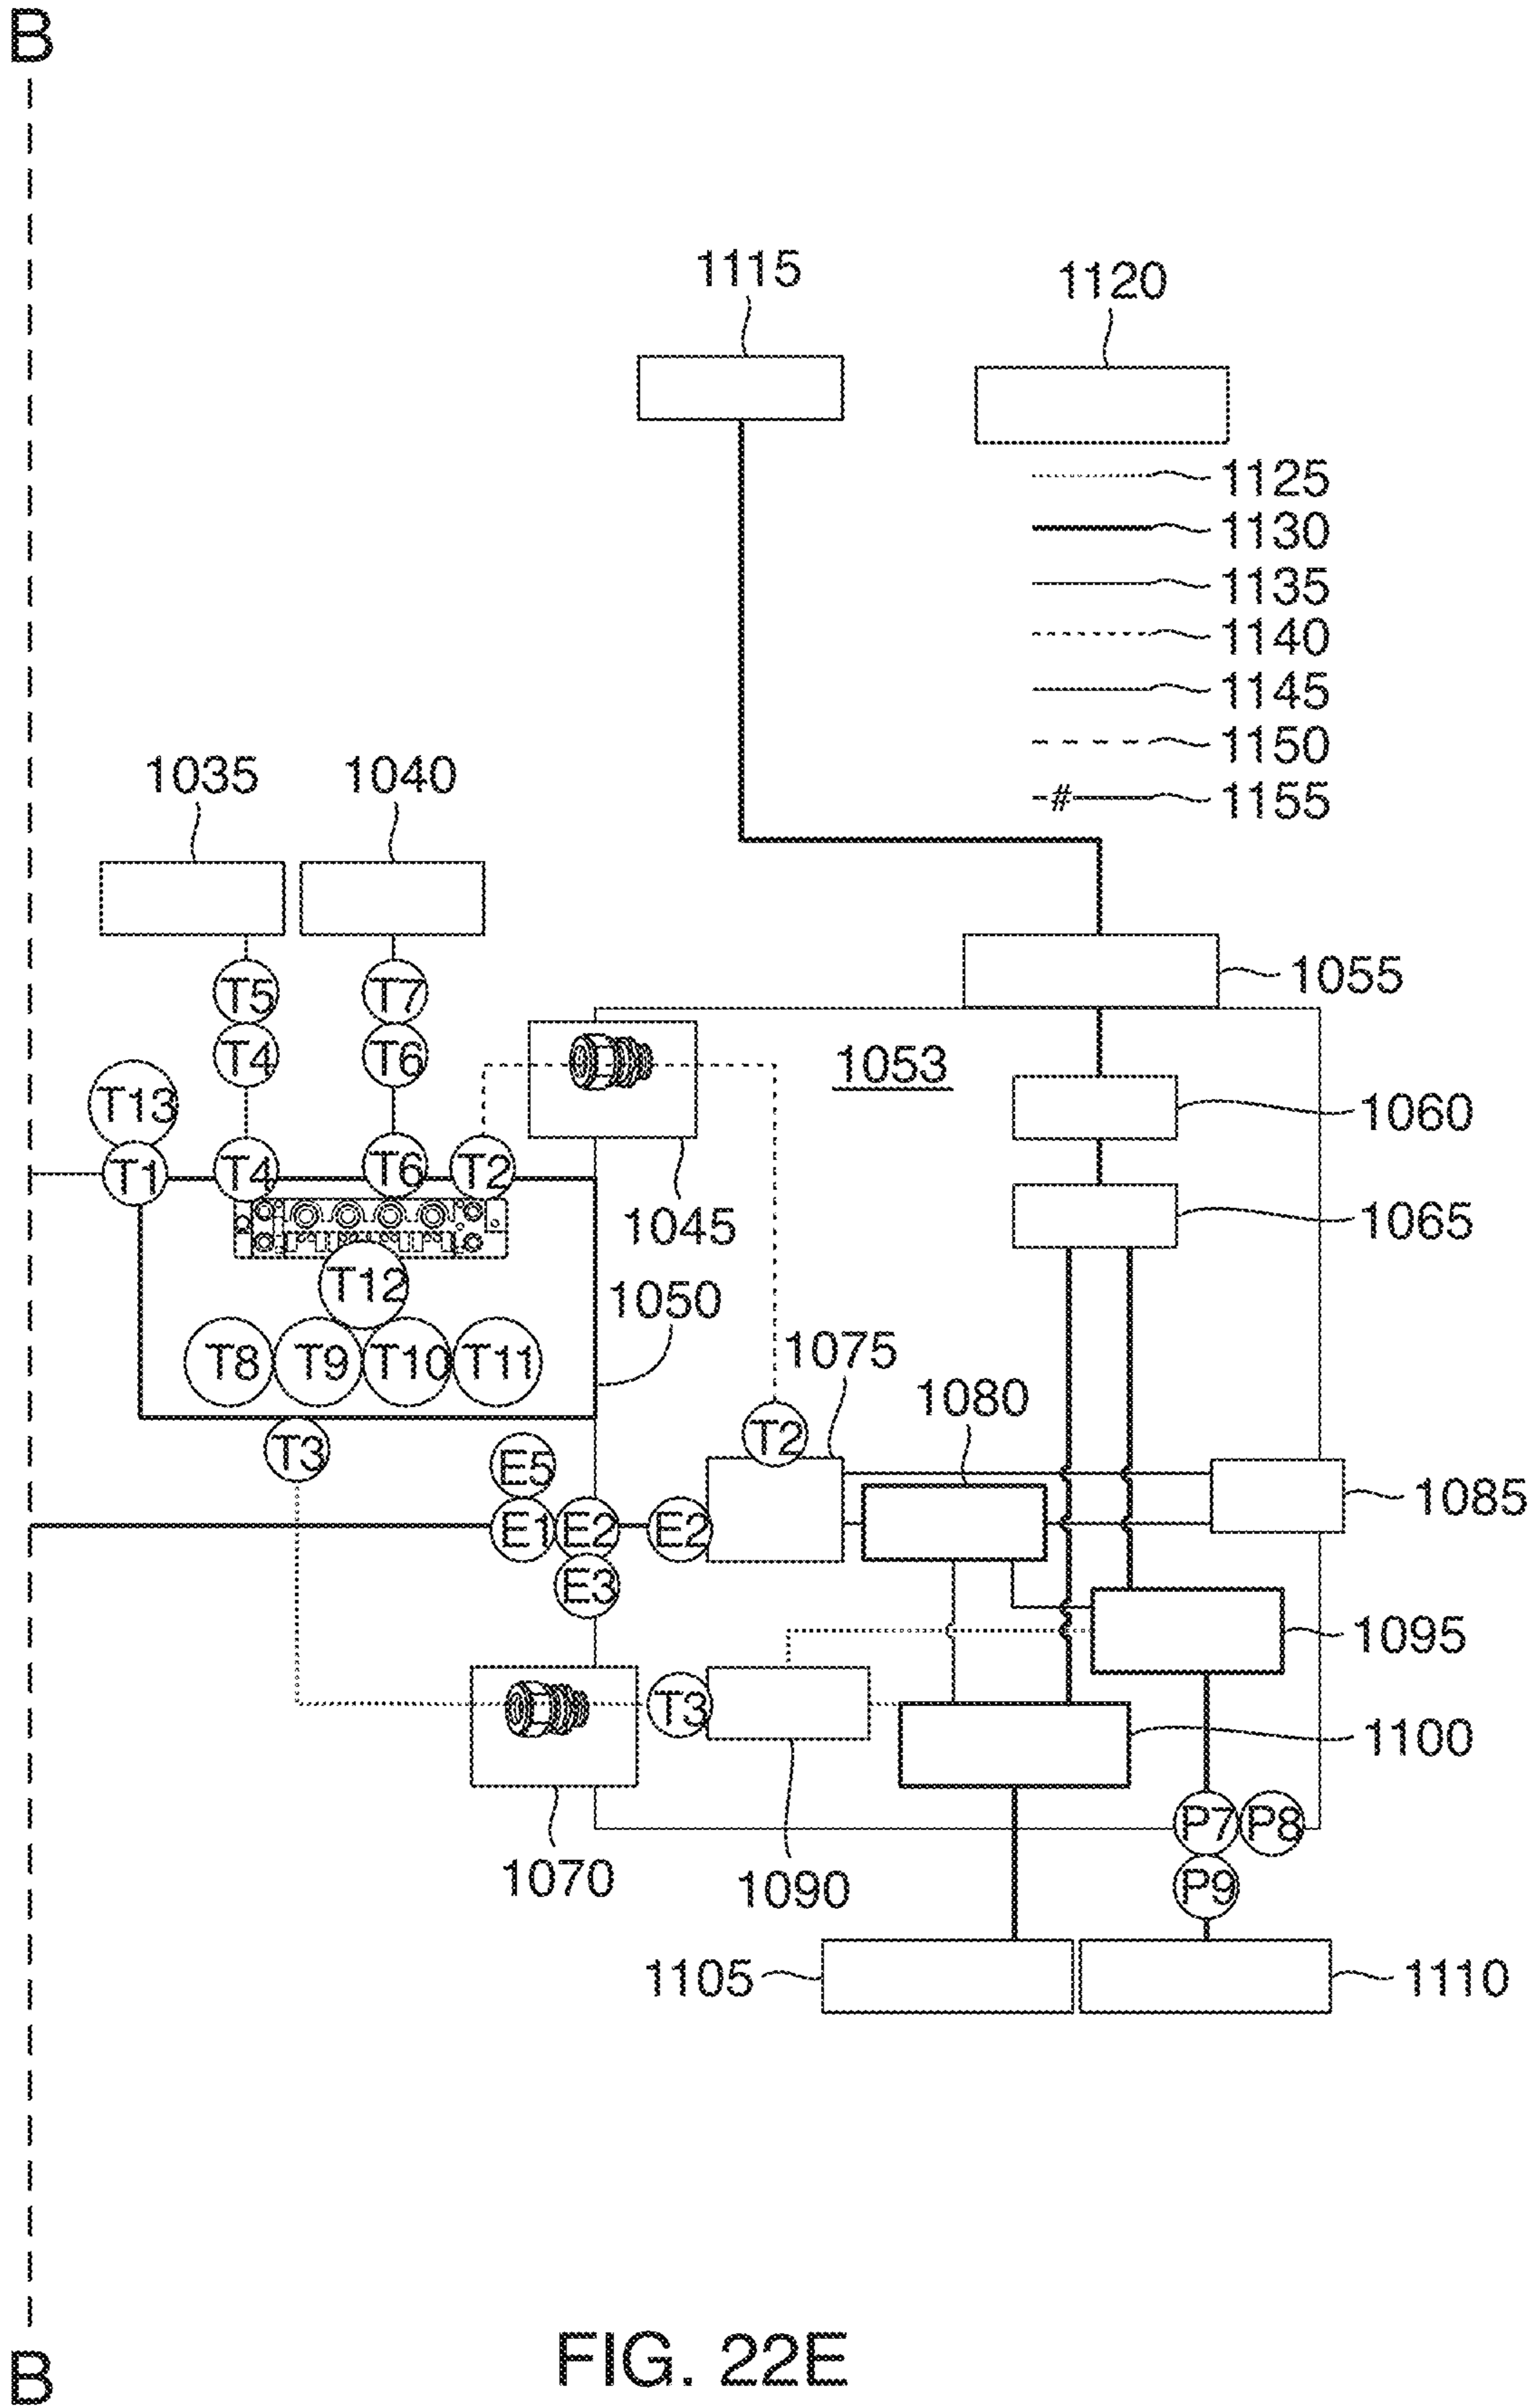 B
1115
1120
1125
1130
1135
1140
1145
1150
# 1155
1035 1040
1055
T5 T7
T4 T6
1053
T13
1060
T1 T4 T6 T2
1065
1045
T12
1050
T8 T9 T10 T11
1075
1080
T3
T2
E5
1085
E1 E2 E2
E3
1095
T3
1100
P7 P8
1070
1090
P9
1105 1110
B
FIG. 22E